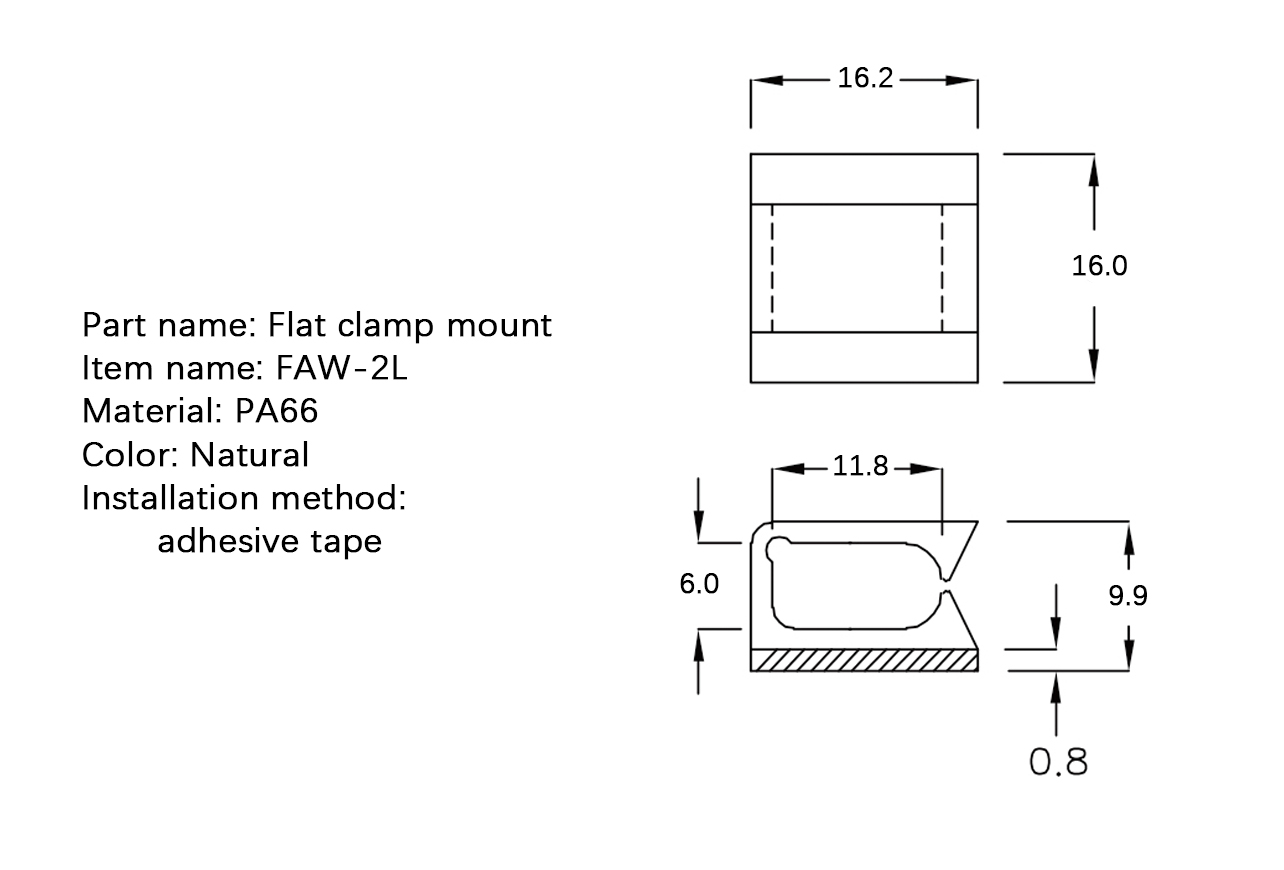 16.2
16.0
Part name: Flat clamp mount
Item name: FAW-2L
Material: PA66
Color: Natural
Installation method:
adhesive tape
11.8
6.0
9.9
0.8